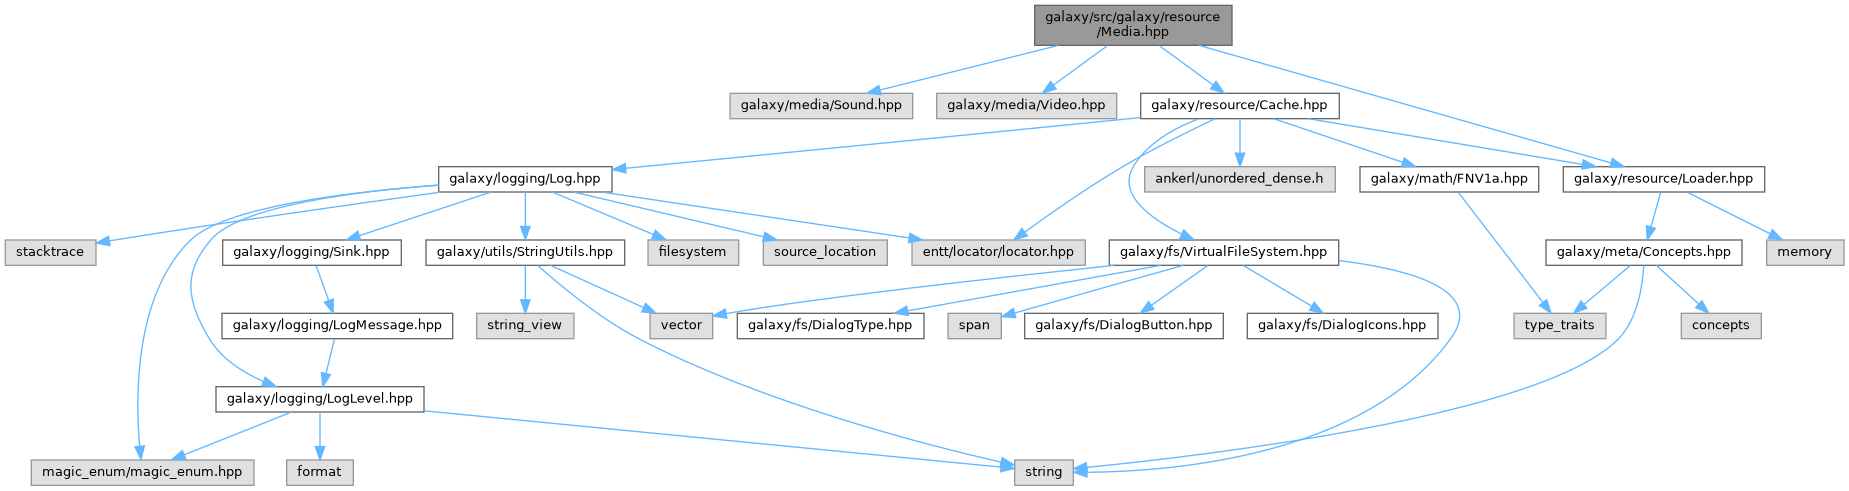 galaxy/src/galaxy/resource
/Media.hpp
galaxy/media/Sound.hpp
galaxy/media/Video.hpp
galaxy/resource/Cache.hpp
galaxy/logging/Log.hpp
ankerl/unordered_dense.h
galaxy/math/FNV1a.hpp
galaxy/resource/Loader.hpp
stacktrace
galaxy/logging/Sink.hpp
galaxy/utils/StringUtils.hpp
filesystem
source_location
entt/locator/locator.hpp
galaxy/fs/VirtualFileSystem.hpp
galaxy/meta/Concepts.hpp
memory
galaxy/logging/LogMessage.hpp
string_view
vector
galaxy/fs/DialogType.hpp
span
galaxy/fs/DialogButton.hpp
galaxy/fs/DialogIcons.hpp
type_traits
concepts
galaxy/logging/LogLevel.hpp
magic_enum/magic_enum.hpp
format
string